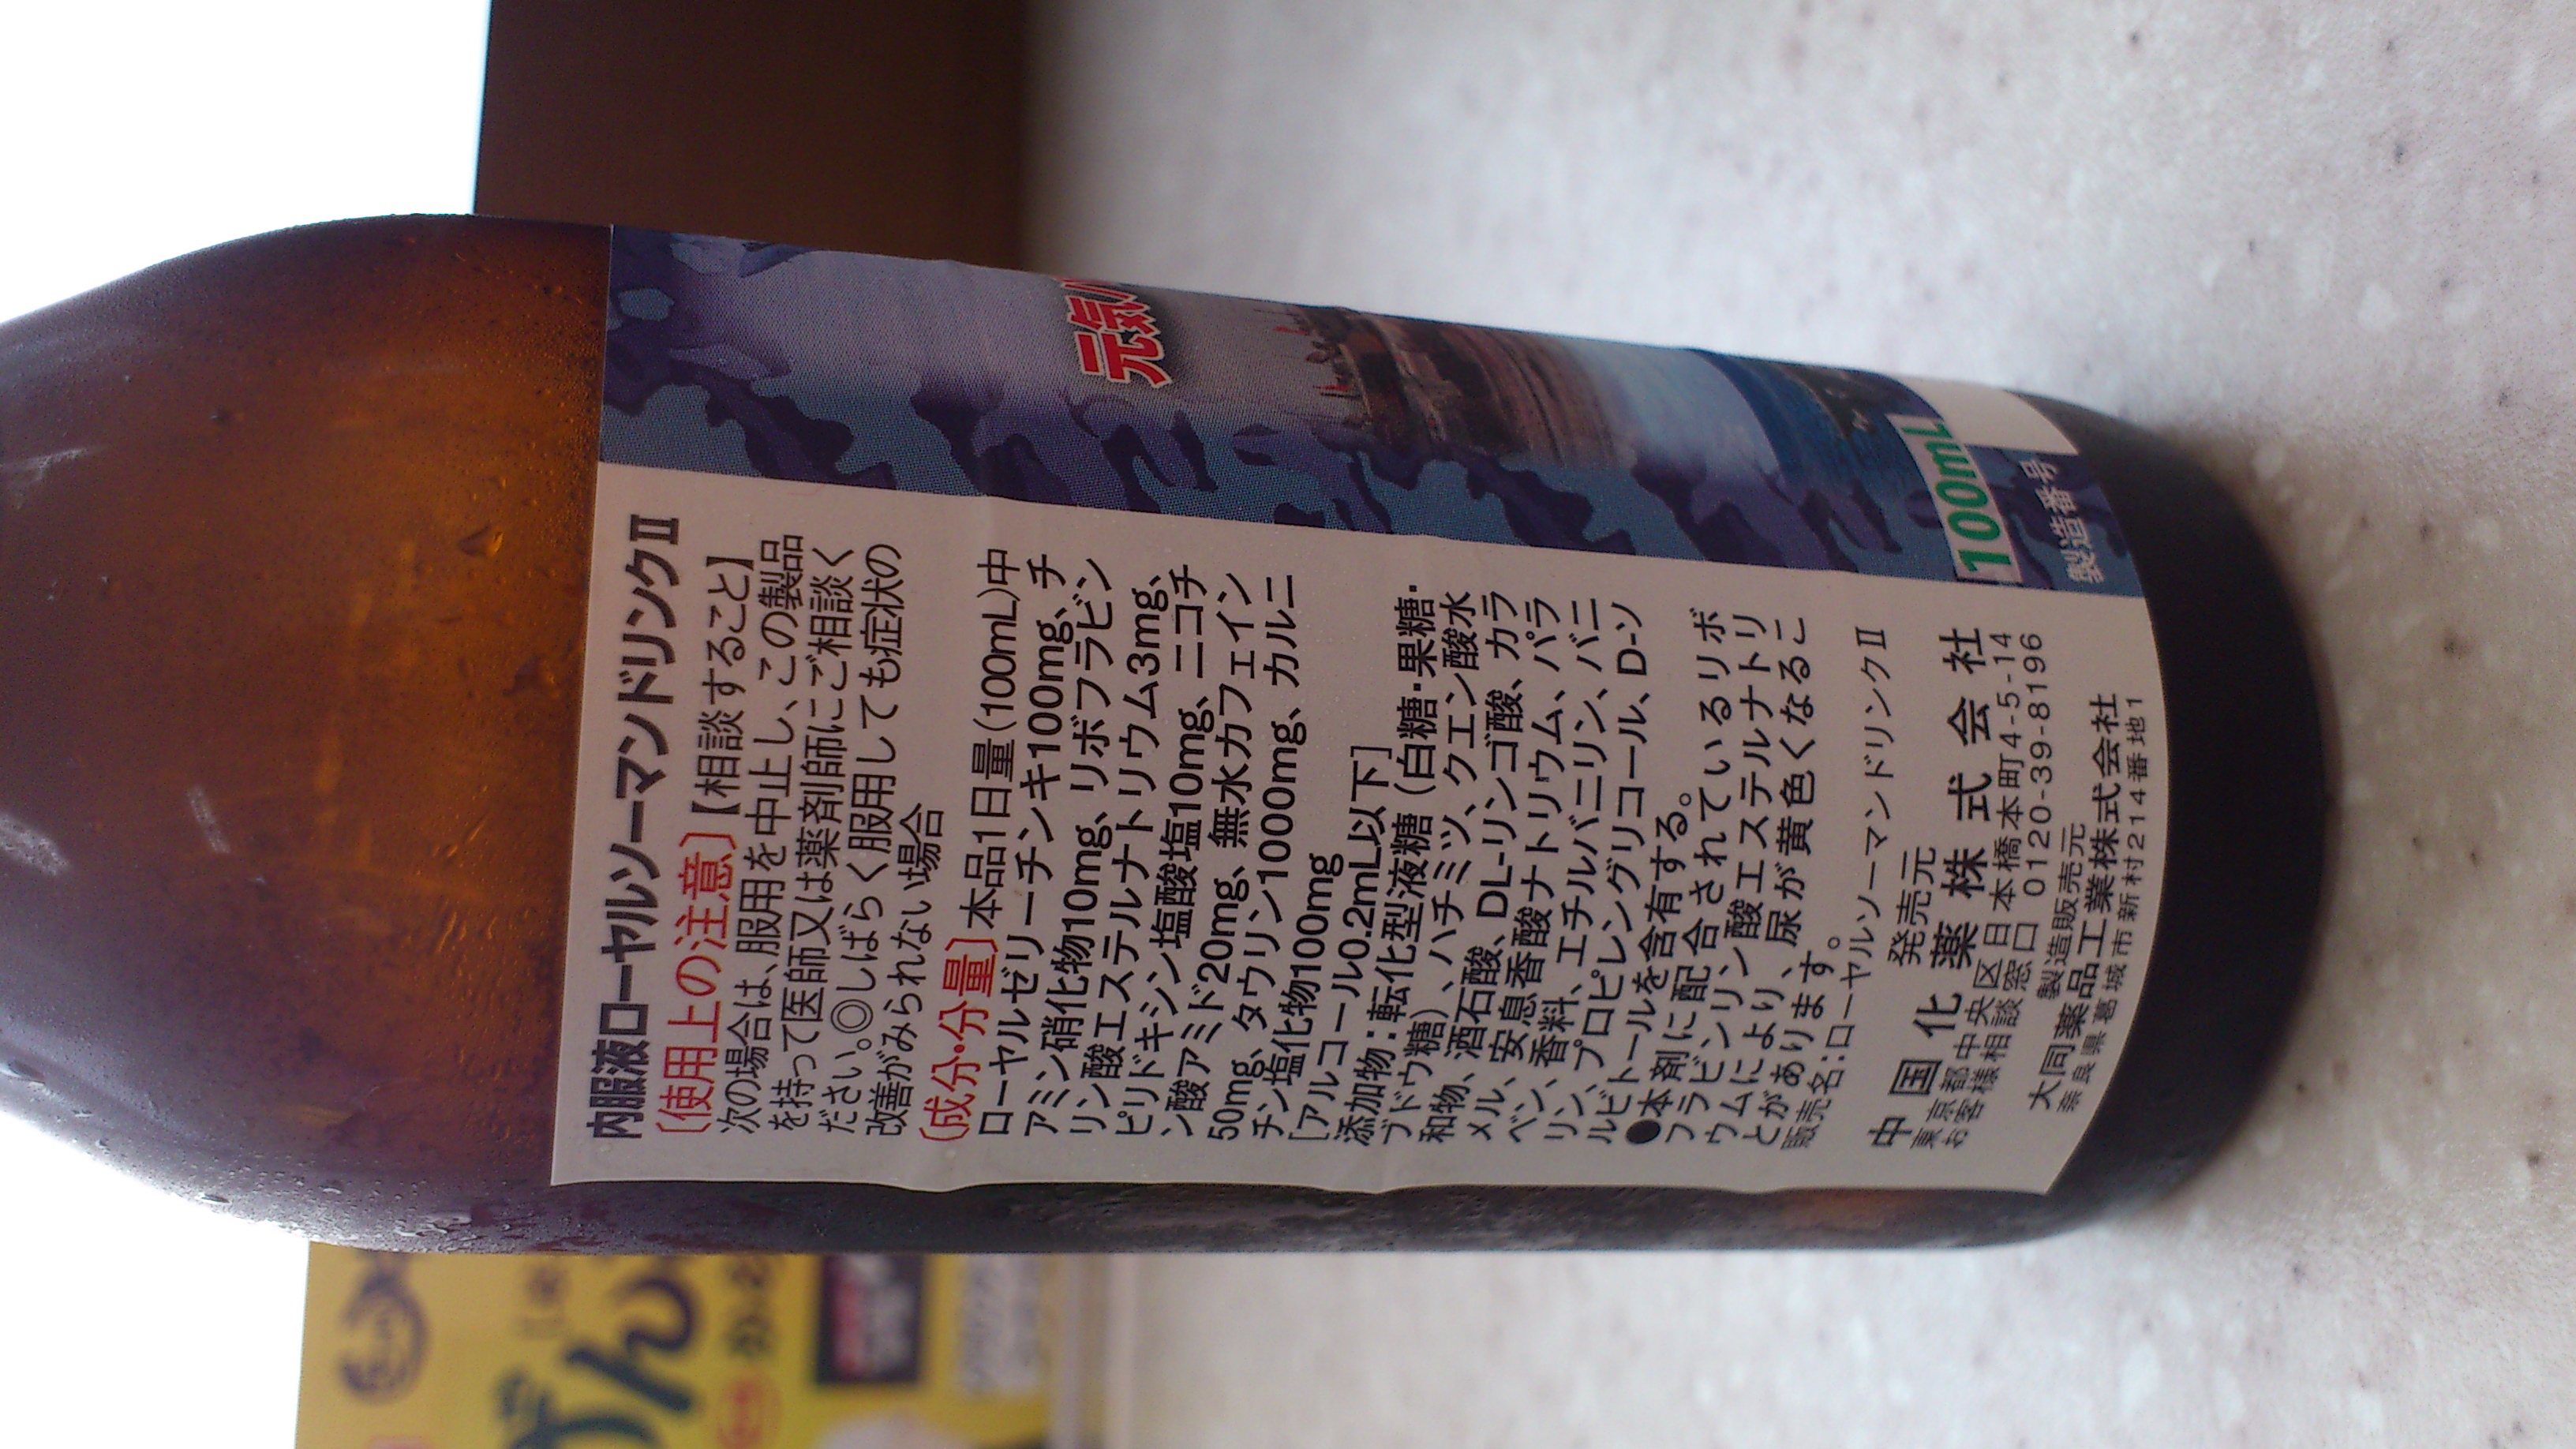 内服液ローヤルソーマンドリンクⅡ
〔使用上の注意〕【相談すること】
次の場合は、服用を中止し、この製品
を持って医師又は薬剤師にご相談く
ださい。◎しばらく服用しても症状の
改善がみられない場合
〔成分・分量〕本品1日量(100mL)中
ローヤルゼリーチンキ100mg、チ
アミン硝化物10mg、リボフラビン
リン酸エステルナトリウム3mg、
ピリドキシン塩酸塩10mg、ニコチ
ン酸アミド20mg、無水カフェイン
50mg、タウリン1000mg、カルニ
チン塩化物100mg
[アルコール0.2mL以下]
添加物：転化型液糖（白糖・果糖・
ブドウ糖）、ハチミツ、クエン酸水
和物、酒石酸、DL-リンゴ酸、カラ
メル、安息香酸ナトリウム、パラ
ベン、香料、エチルバニリン、バニ
リン、プロピレングリコール、D-ソ
ルビトールを含有する。
●本剤に配合されているリボ
フラビンリン酸エステルナトリ
ウムにより、尿が黄色くなるこ
とがあります。
販売名：ローヤルソーマンドリンクⅡ
発売元
中国化薬株式会社
東京都中央区日本橋本町4-5-14
お客様相談窓口 0120-39-8196
製造販売元
大同薬品工業株式会社
奈良県葛城市新村214番地1
元気
100mL
製造番号